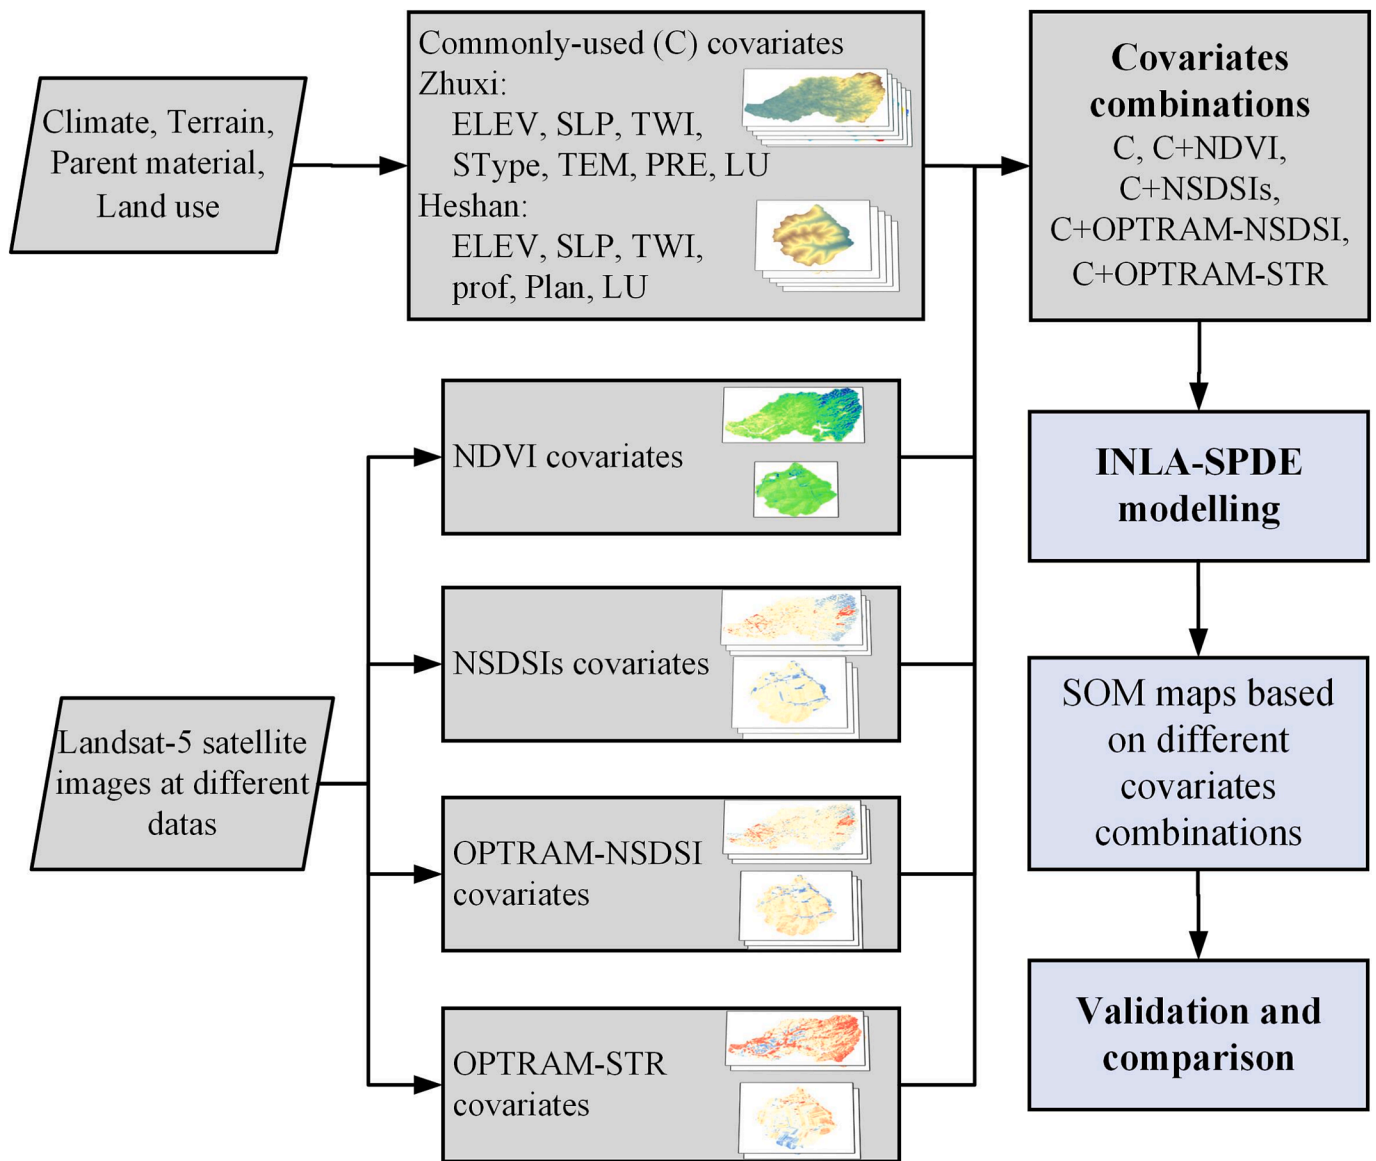 Climate, Terrain,
Parent material,
Land use
Commonly-used (C) covariates
Zhuxi:
ELEV, SLP, TWI,
SType, TEM, PRE, LU
Heshan:
ELEV, SLP, TWI,
prof, Plan, LU
Covariates
combinations
C, C+NDVI,
C+NSDSIs,
C+OPTRAM-NSDSI,
C+OPTRAM-STR
NDVI covariates
NSDSIs covariates
Landsat-5 satellite
images at different
datas
OPTRAM-NSDSI
covariates
OPTRAM-STR
covariates
INLA-SPDE
modelling
SOM maps based
on different
covariates
combinations
Validation and
comparison